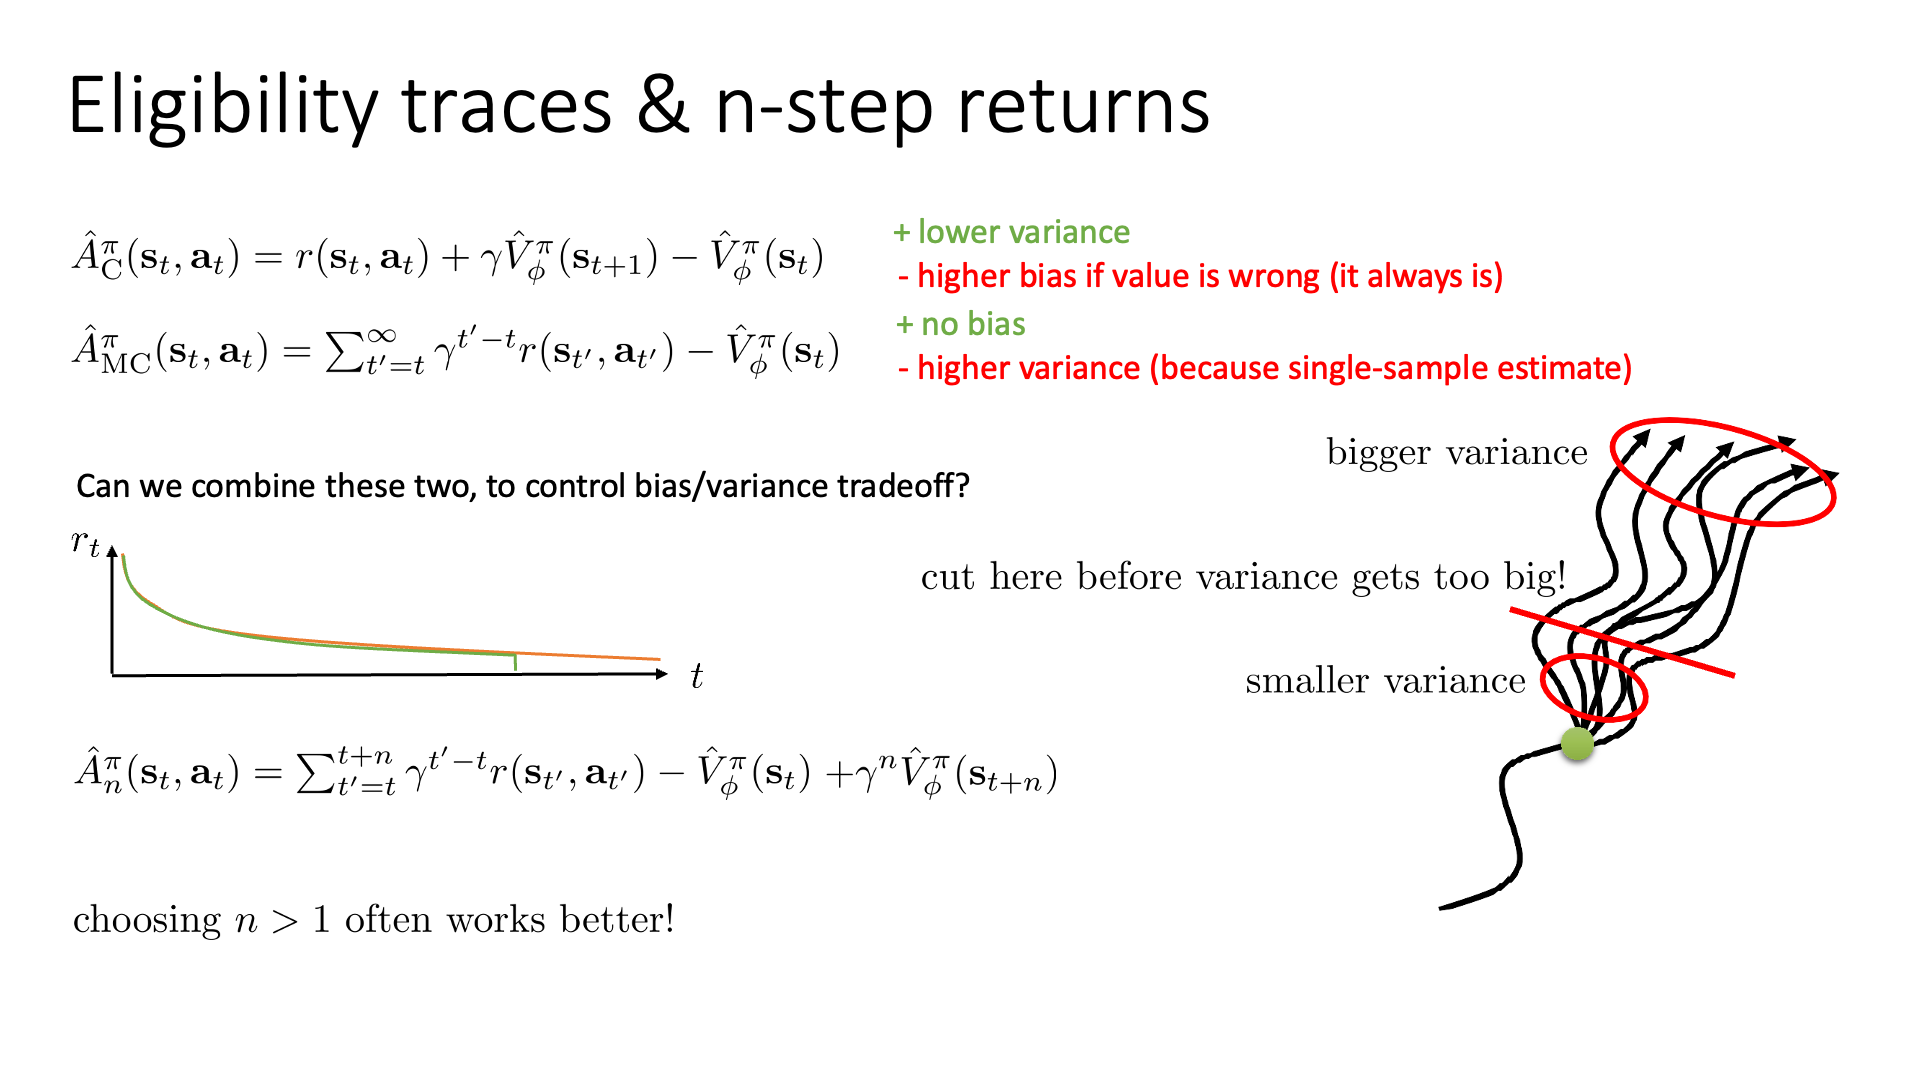 Eligibility traces & n-step returns
$\hat{A}^{\pi}_{\mathrm{C}}(\mathbf{s}_t, \mathbf{a}_t) = r(\mathbf{s}_t, \mathbf{a}_t) + \gamma \hat{V}^{\pi}_{\phi}(\mathbf{s}_{t+1}) - \hat{V}^{\pi}_{\phi}(\mathbf{s}_t)$
+ lower variance
- higher bias if value is wrong (it always is)
$\hat{A}^{\pi}_{\mathrm{MC}}(\mathbf{s}_t, \mathbf{a}_t) = \sum_{t'=t}^{\infty} \gamma^{t'-t} r(\mathbf{s}_{t'}, \mathbf{a}_{t'}) - \hat{V}^{\pi}_{\phi}(\mathbf{s}_t)$
+ no bias
- higher variance (because single-sample estimate)
bigger variance
Can we combine these two, to control bias/variance tradeoff?
$r_t$
cut here before variance gets too big!
$t$
smaller variance
$\hat{A}^{\pi}_{n}(\mathbf{s}_t, \mathbf{a}_t) = \sum_{t'=t}^{t+n} \gamma^{t'-t} r(\mathbf{s}_{t'}, \mathbf{a}_{t'}) - \hat{V}^{\pi}_{\phi}(\mathbf{s}_t) + \gamma^n \hat{V}^{\pi}_{\phi}(\mathbf{s}_{t+n})$
choosing $n > 1$ often works better!